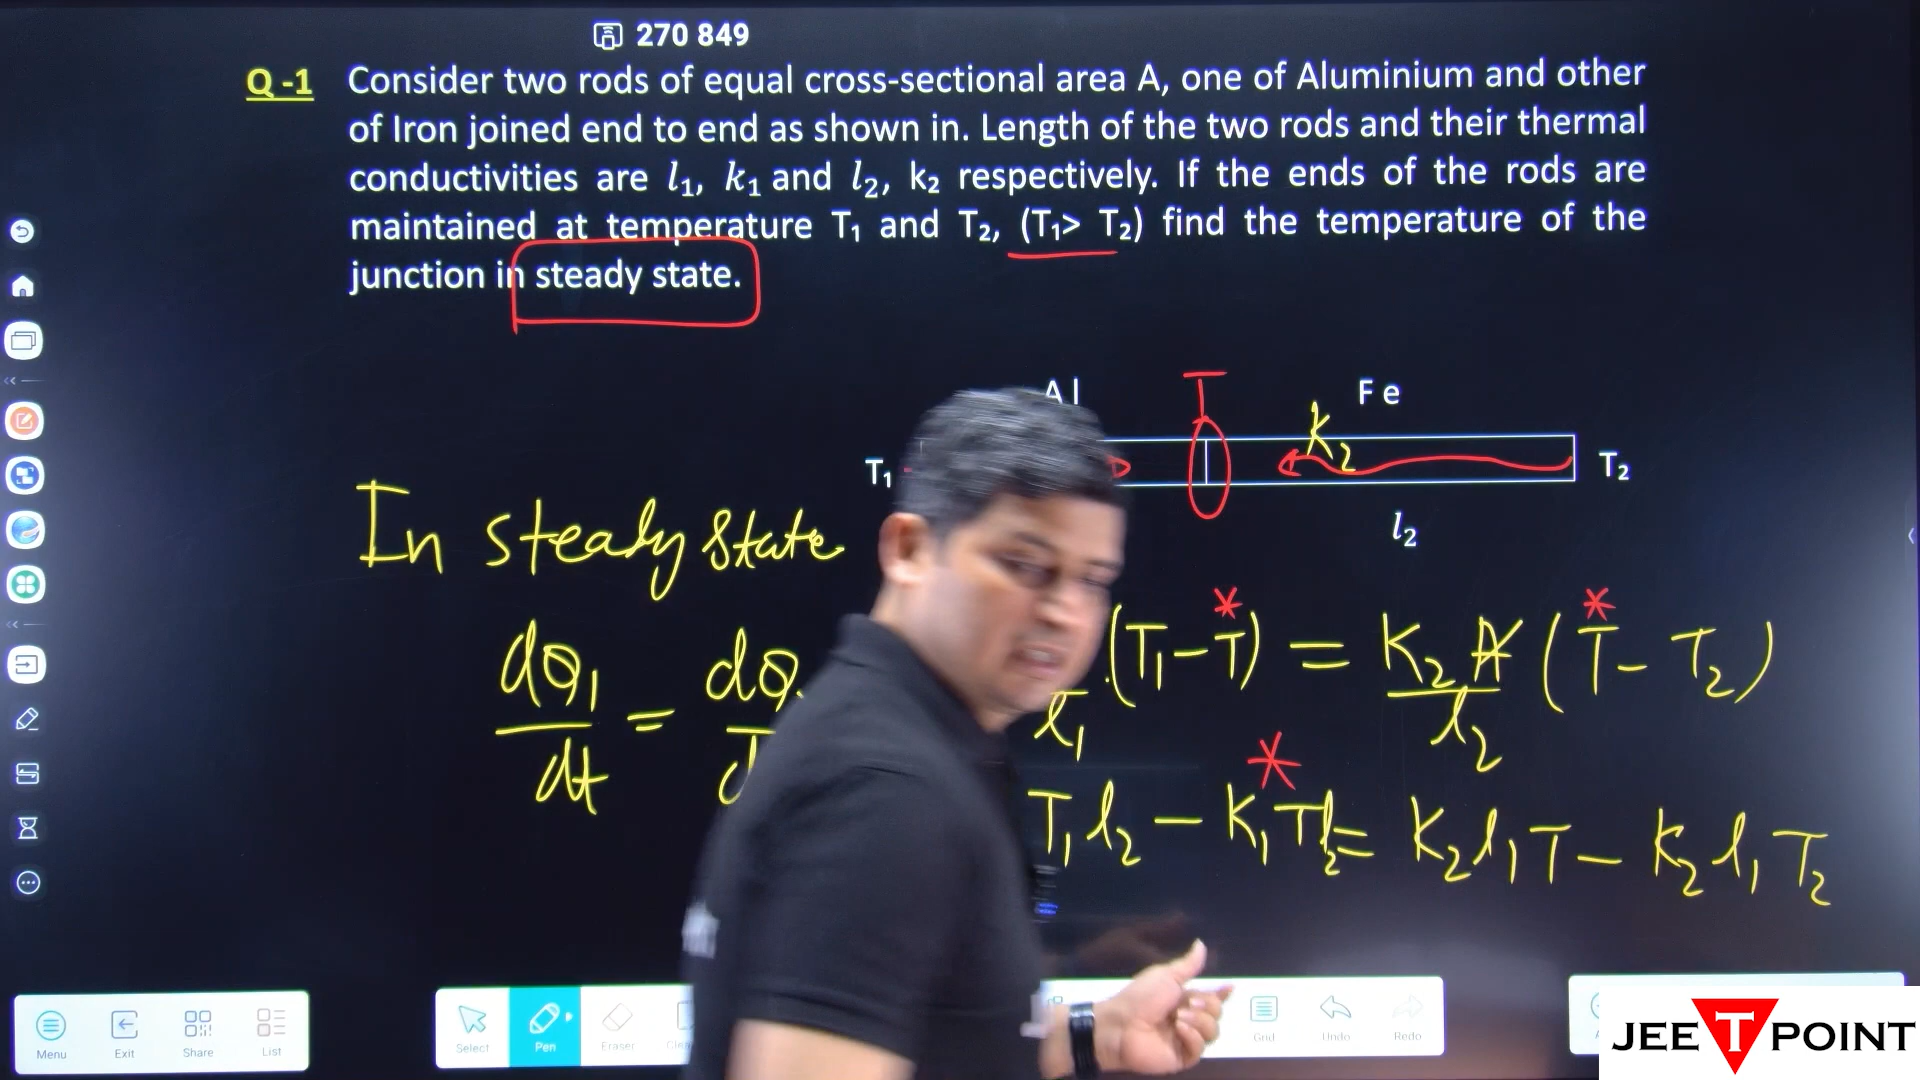 270 849
Q-1 Consider two rods of equal cross-sectional area A, one of Aluminium and other
of Iron joined end to end as shown in. Length of the two rods and their thermal
conductivities are l₁, k₁ and l₂, k₂ respectively. If the ends of the rods are
maintained at temperature T₁ and T₂, (T₁> T₂) find the temperature of the
junction in steady state.
Al T Fe
K₂
T₁ T₂
l₂
In steady state
dQ₁/dt = dQ
l₁ (T₁ - T*) = K₂A/l₂ (T* - T₂)
T₁l₂ - K₁Tl₂ = K₂l₁T - K₂l₁T₂
Menu Exit Share List Select Pen Eraser Grid Undo Redo
JEE T POINT